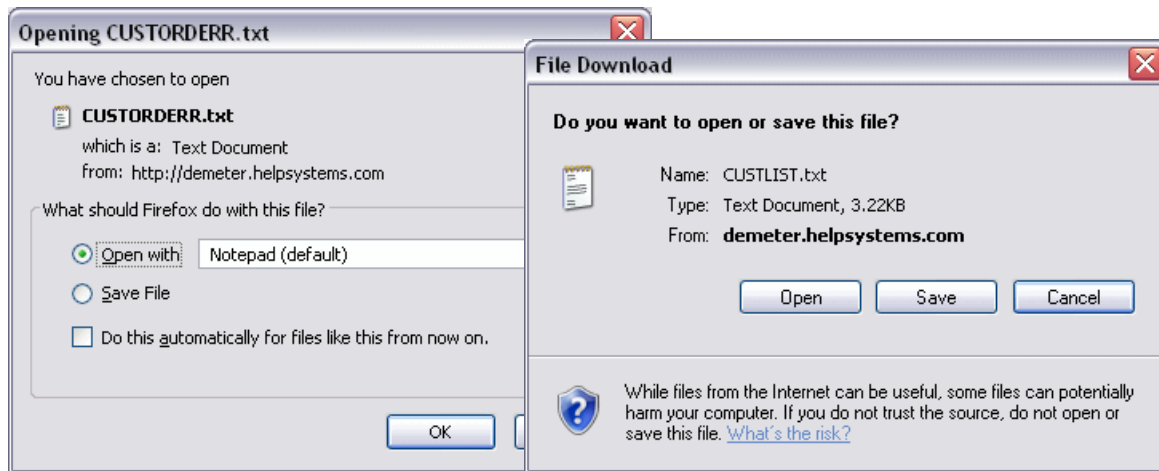 Opening CUSTORDERR.txt
You have chosen to open
CUSTORDERR.txt
which is a: Text Document
from: http://demeter.helpsystems.com
What should Firefox do with this file?
Open with
Notepad (default)
Save File
Do this automatically for files like this from now on.
OK
File Download
Do you want to open or save this file?
Name: CUSTLIST.txt
Type: Text Document, 3.22KB
From: demeter.helpsystems.com
Open
Save
Cancel
While files from the Internet can be useful, some files can potentially
harm your computer. If you do not trust the source, do not open or
save this file. What's the risk?